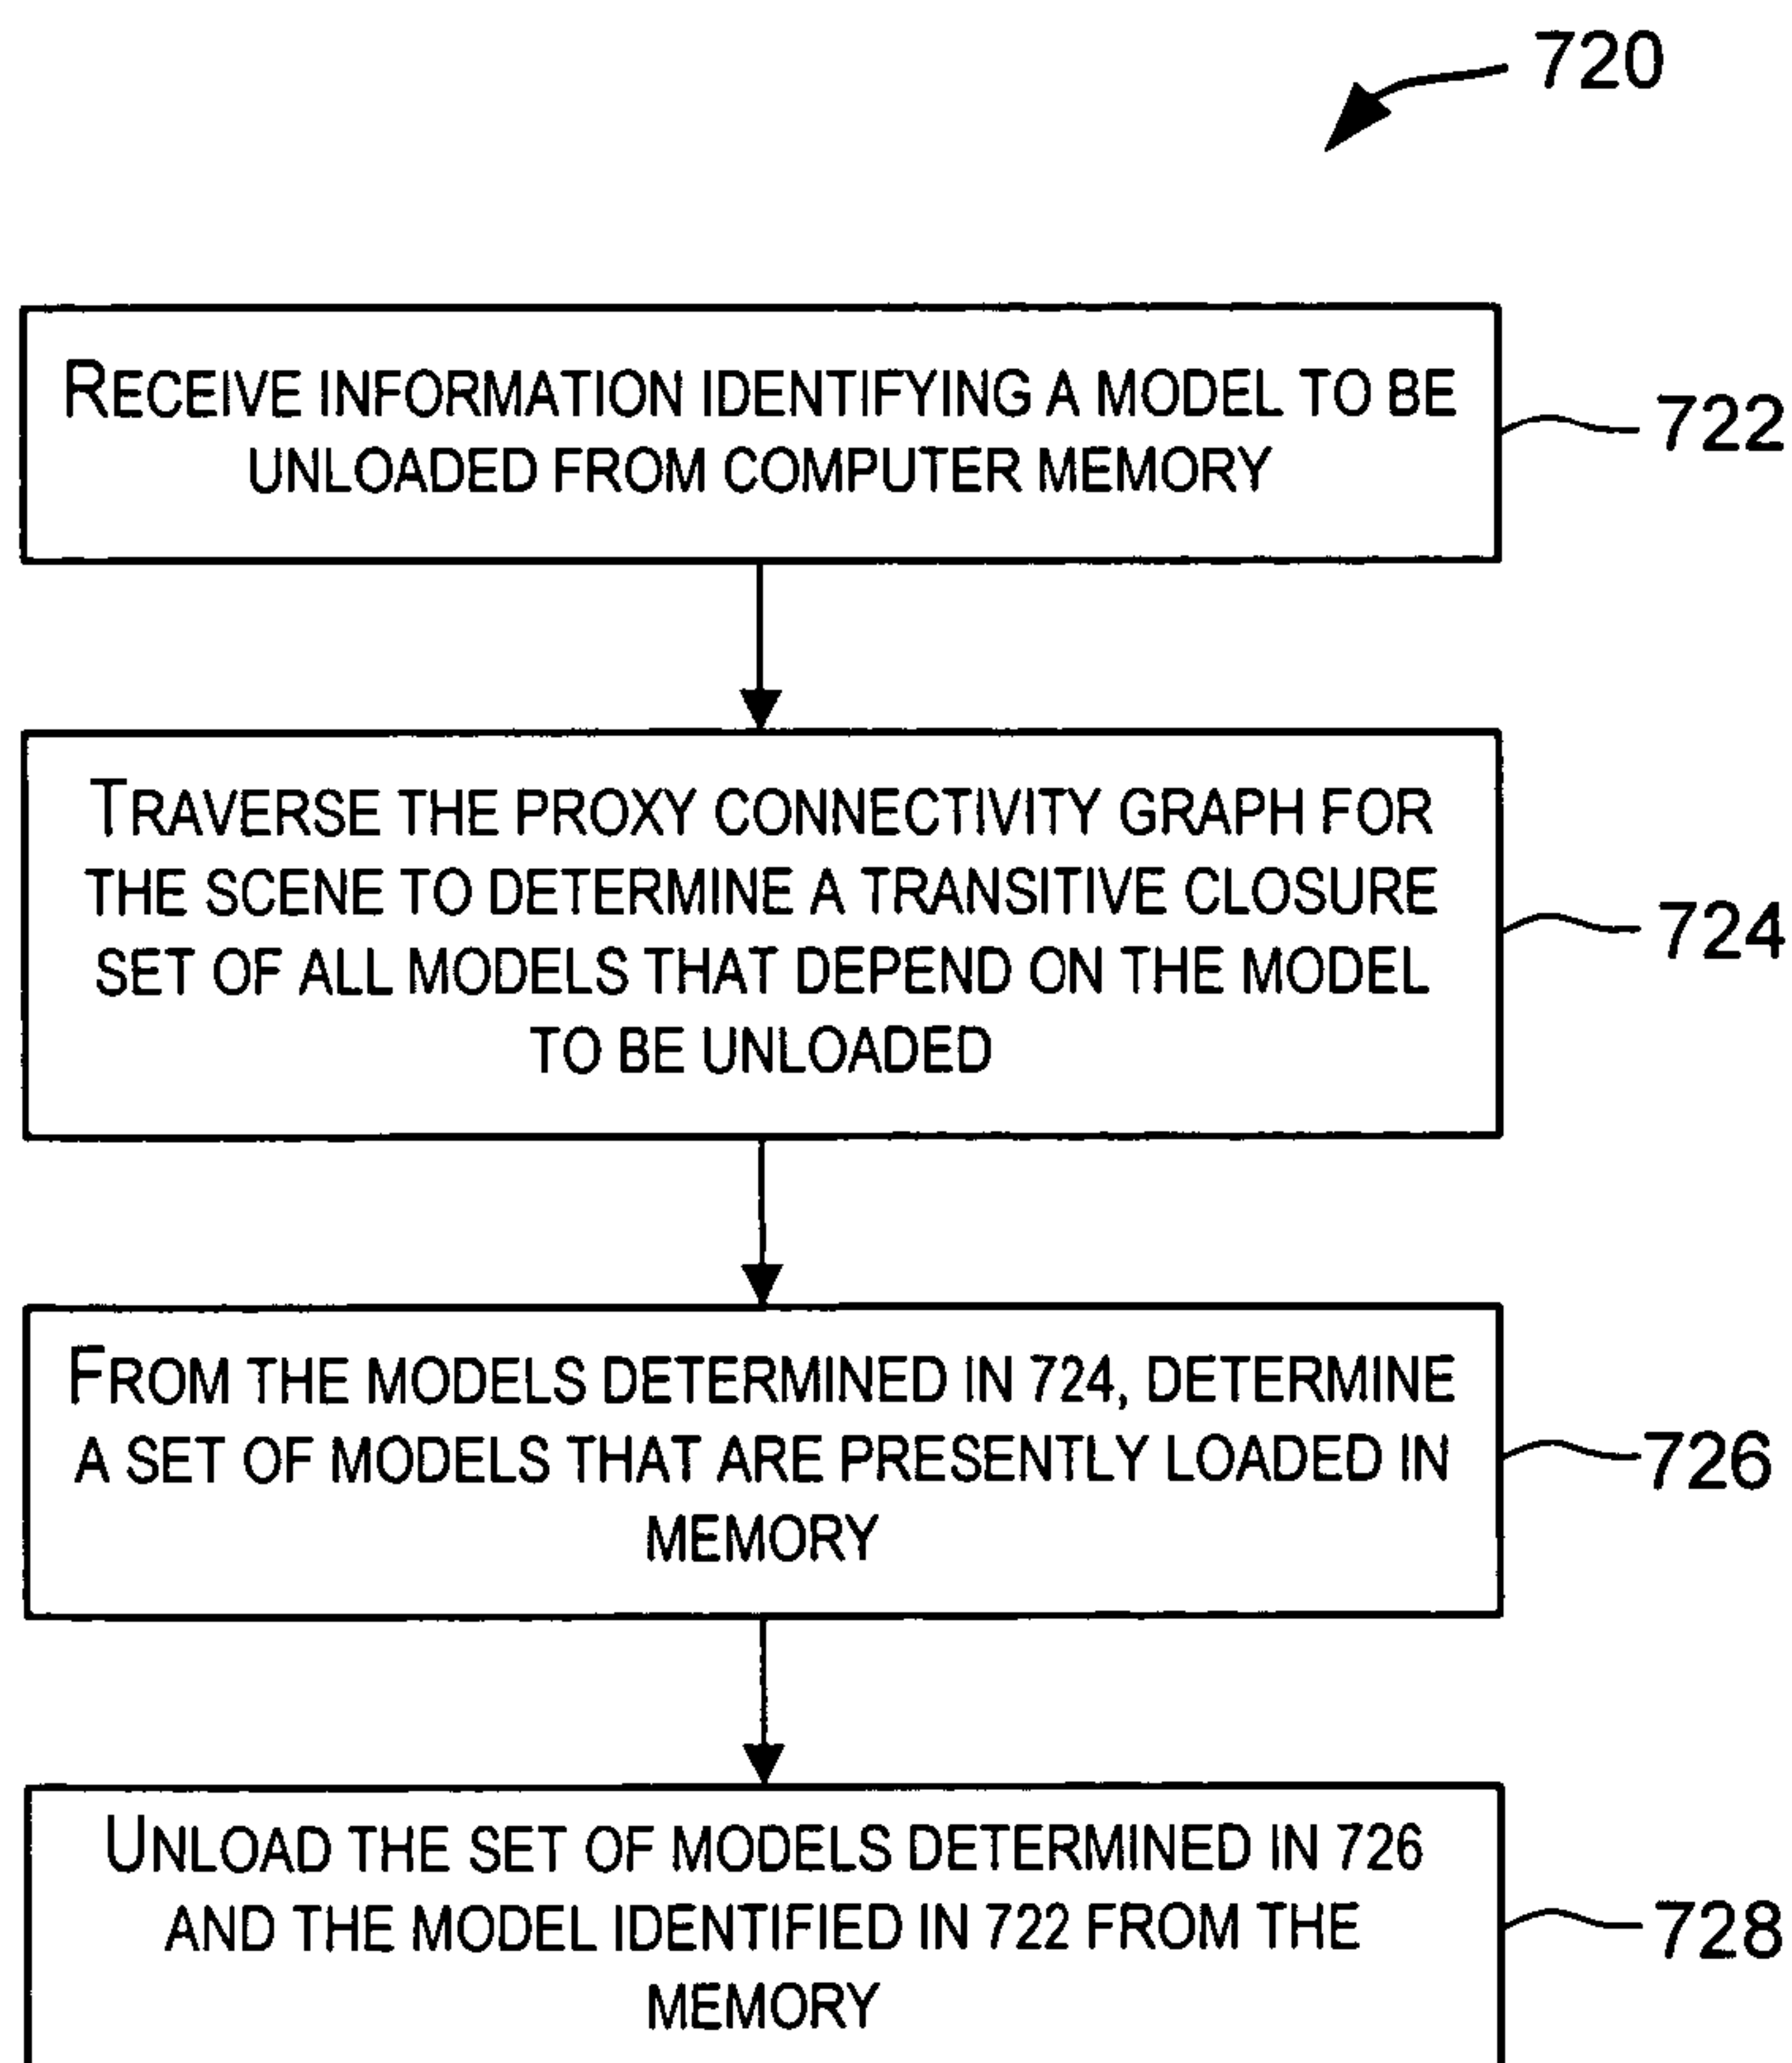 720
RECEIVE INFORMATION IDENTIFYING A MODEL TO BE
UNLOADED FROM COMPUTER MEMORY
722
TRAVERSE THE PROXY CONNECTIVITY GRAPH FOR
THE SCENE TO DETERMINE A TRANSITIVE CLOSURE
SET OF ALL MODELS THAT DEPEND ON THE MODEL
TO BE UNLOADED
724
FROM THE MODELS DETERMINED IN 724, DETERMINE
A SET OF MODELS THAT ARE PRESENTLY LOADED IN
MEMORY
726
UNLOAD THE SET OF MODELS DETERMINED IN 726
AND THE MODEL IDENTIFIED IN 722 FROM THE
MEMORY
728